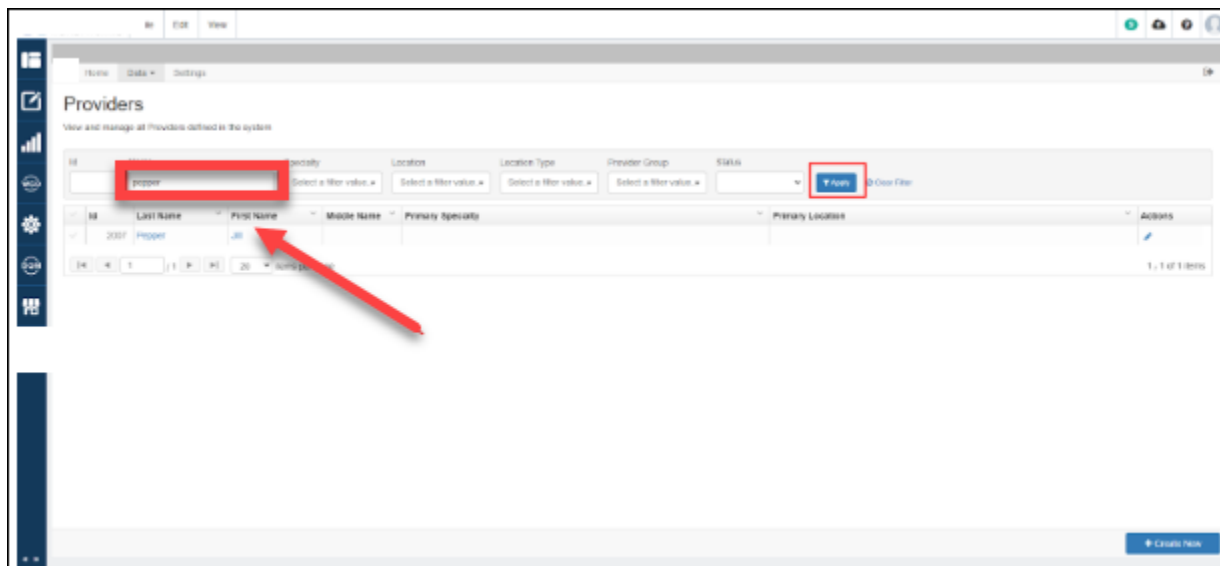 Edit View
Home Data Settings
Providers
View and manage all Providers defined in the system
Id Specialty Location Location Type Provider Group Status
pepper Select a filter value... Select a filter value... Select a filter value... Select a filter value... Apply Clear Filter
Id Last Name First Name Middle Name Primary Specialty Primary Location Actions
2007 Pepper Jill
1 / 1 20 items 1 - 1 of 1 items
Create New